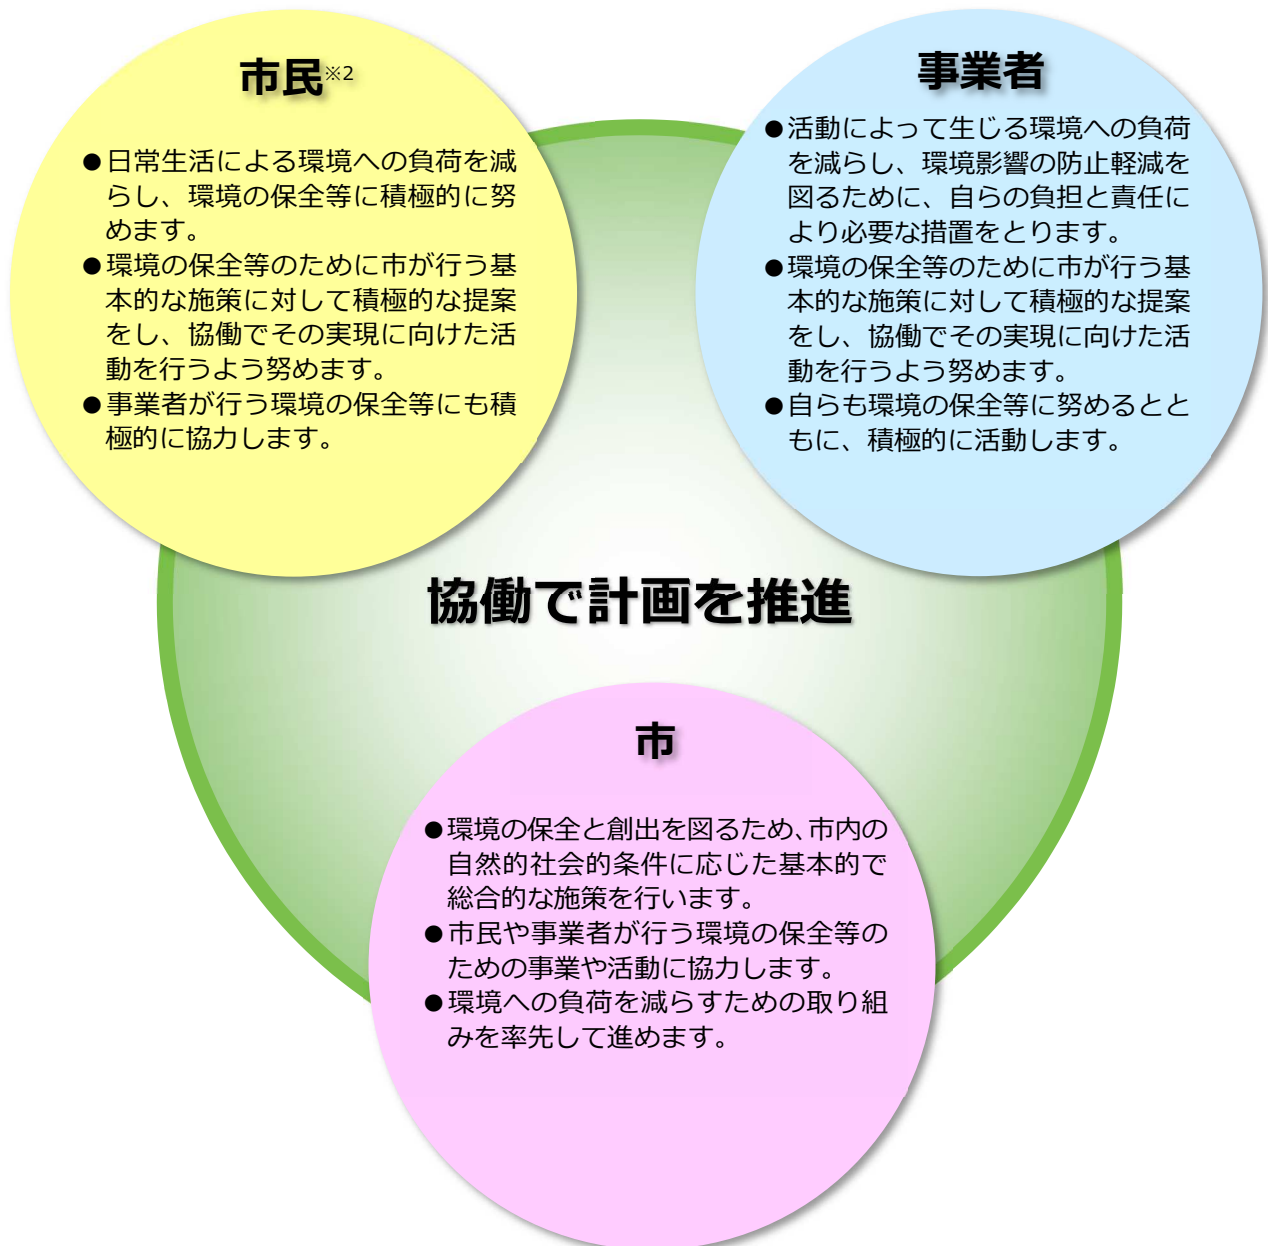 市民※2
●日常生活による環境への負荷を減
らし、環境の保全等に積極的に努
めます。
●環境の保全等のために市が行う基
本的な施策に対して積極的な提案
をし、協働でその実現に向けた活
動を行うよう努めます。
●事業者が行う環境の保全等にも積
極的に協力します。
事業者
●活動によって生じる環境への負荷
を減らし、環境影響の防止軽減を
図るために、自らの負担と責任に
より必要な措置をとります。
●環境の保全等のために市が行う基
本的な施策に対して積極的な提案
をし、協働でその実現に向けた活
動を行うよう努めます。
●自らも環境の保全等に努めるとと
もに、積極的に活動します。
協働で計画を推進
市
●環境の保全と創出を図るため、市内の
自然的社会的条件に応じた基本的で
総合的な施策を行います。
●市民や事業者が行う環境の保全等の
ための事業や活動に協力します。
●環境への負荷を減らすための取り組
みを率先して進めます。